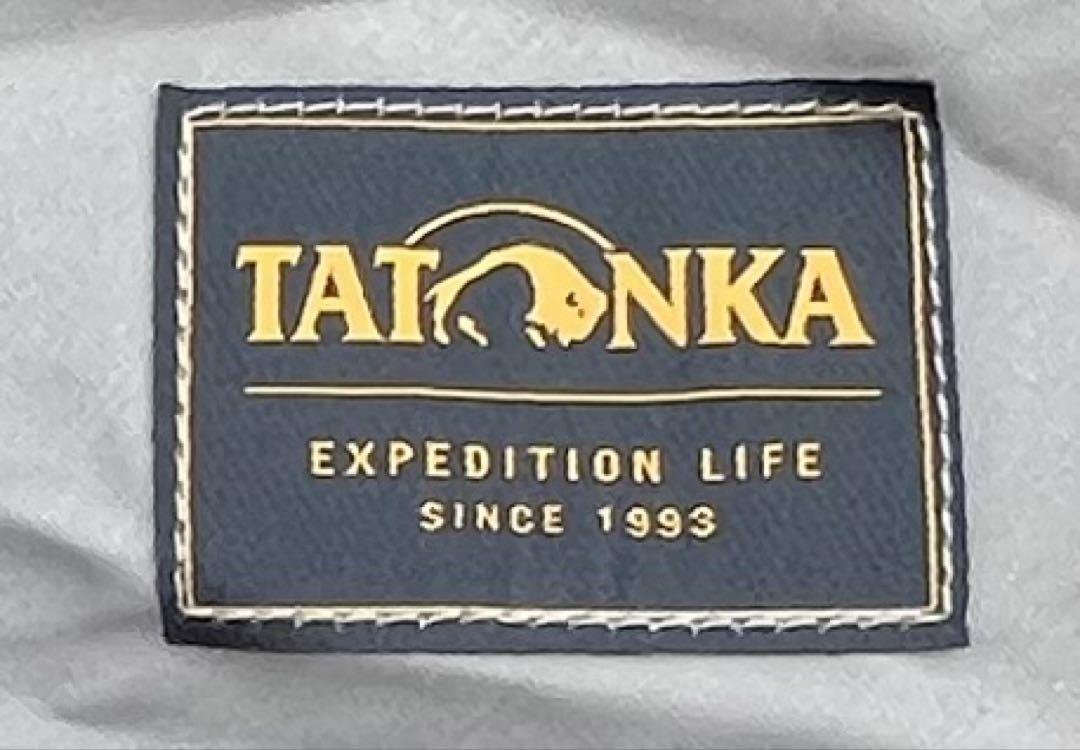 TATONKA
EXPEDITION LIFE
SINCE 1993